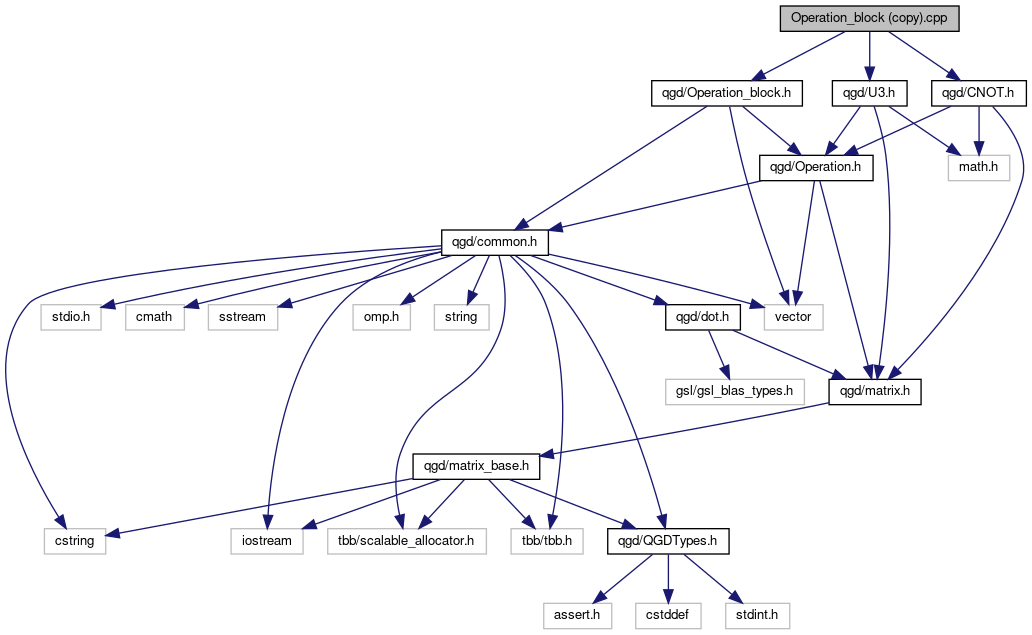 Operation_block (copy).cpp
qgd/Operation_block.h
qgd/U3.h
qgd/CNOT.h
qgd/Operation.h
math.h
qgd/common.h
stdio.h
cmath
sstream
omp.h
string
qgd/dot.h
vector
gsl/gsl_blas_types.h
qgd/matrix.h
qgd/matrix_base.h
cstring
iostream
tbb/scalable_allocator.h
tbb/tbb.h
qgd/QGDTypes.h
assert.h
cstddef
stdint.h